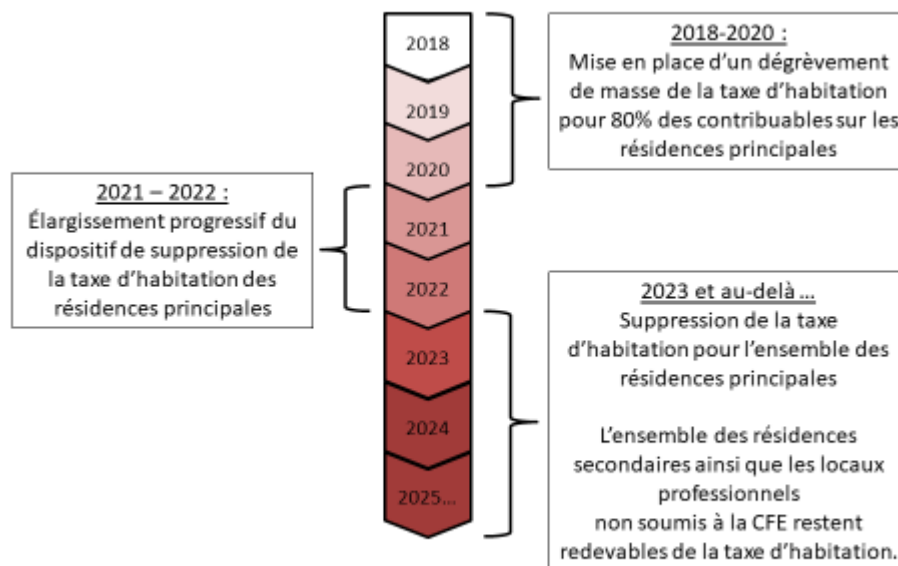 2018
2019
2020
2021
2022
2023
2024
2025...
2018-2020 :
Mise en place d’un dégrèvement
de masse de la taxe d’habitation
pour 80% des contribuables sur les
résidences principales
2021 – 2022 :
Élargissement progressif du
dispositif de suppression de
la taxe d’habitation des
résidences principales
2023 et au-delà ...
Suppression de la taxe
d’habitation pour l’ensemble des
résidences principales
L’ensemble des résidences
secondaires ainsi que les locaux
professionnels
non soumis à la CFE restent
redevables de la taxe d’habitation.